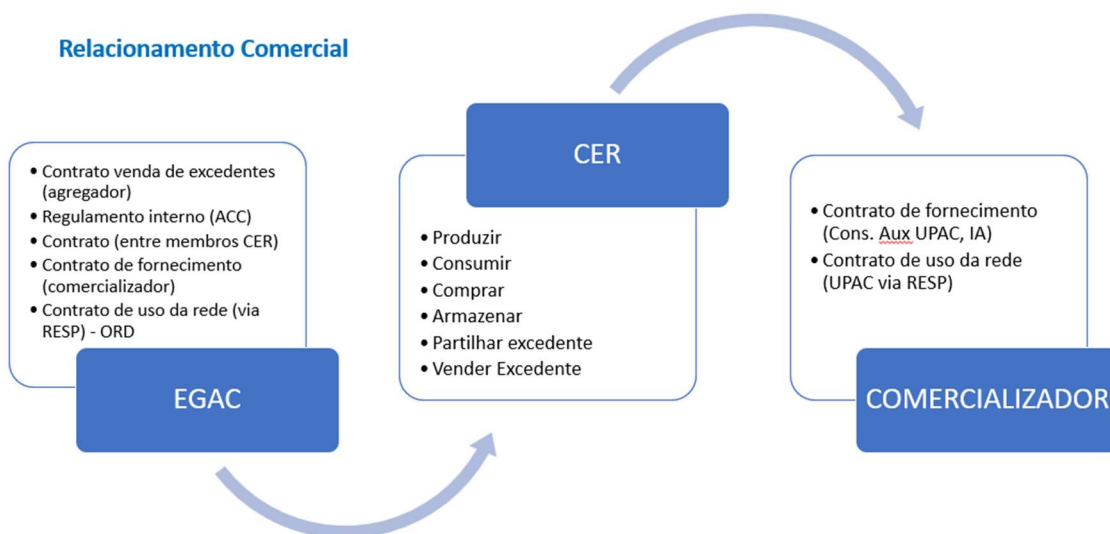 Relacionamento Comercial
• Contrato venda de excedentes
(agregador)
• Regulamento interno (ACC)
• Contrato (entre membros CER)
• Contrato de fornecimento
(comercializador)
• Contrato de uso da rede (via
RESP) - ORD
EGAC
CER
• Produzir
• Consumir
• Comprar
• Armazenar
• Partilhar excedente
• Vender Excedente
• Contrato de fornecimento
(Cons. Aux UPAC, IA)
• Contrato de uso da rede
(UPAC via RESP)
COMERCIALIZADOR